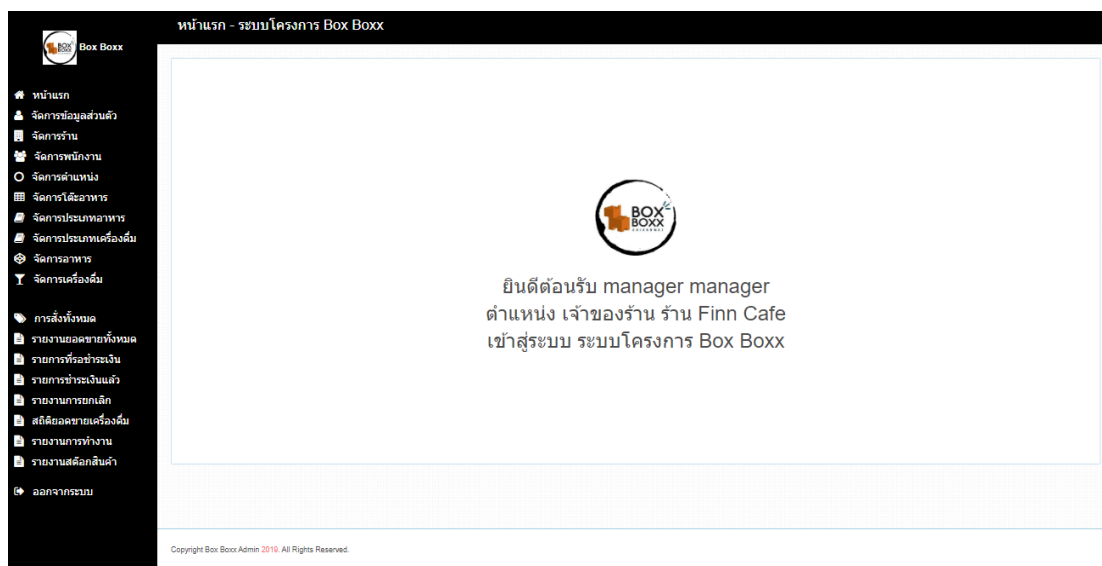 หน้าแรก - ระบบโครงการ Box Boxx
BOX
BOXX
Box Boxx
หน้าแรก
จัดการข้อมูลส่วนตัว
จัดการร้าน
จัดการพนักงาน
จัดการตำแหน่ง
จัดการโต๊ะอาหาร
จัดการประเภทอาหาร
จัดการประเภทเครื่องดื่ม
จัดการอาหาร
จัดการเครื่องดื่ม
การสั่งทั้งหมด
รายงานยอดขายทั้งหมด
รายการที่รอชำระเงิน
รายการชำระเงินแล้ว
รายงานการยกเลิก
สถิติยอดขายเครื่องดื่ม
รายงานการทำงาน
รายงานสต๊อกสินค้า
ออกจากระบบ
BOX
BOXX
ยินดีต้อนรับ manager manager
ตำแหน่ง เจ้าของร้าน ร้าน Finn Cafe
เข้าสู่ระบบ ระบบโครงการ Box Boxx
Copyright Box Boxx Admin 2019. All Rights Reserved.